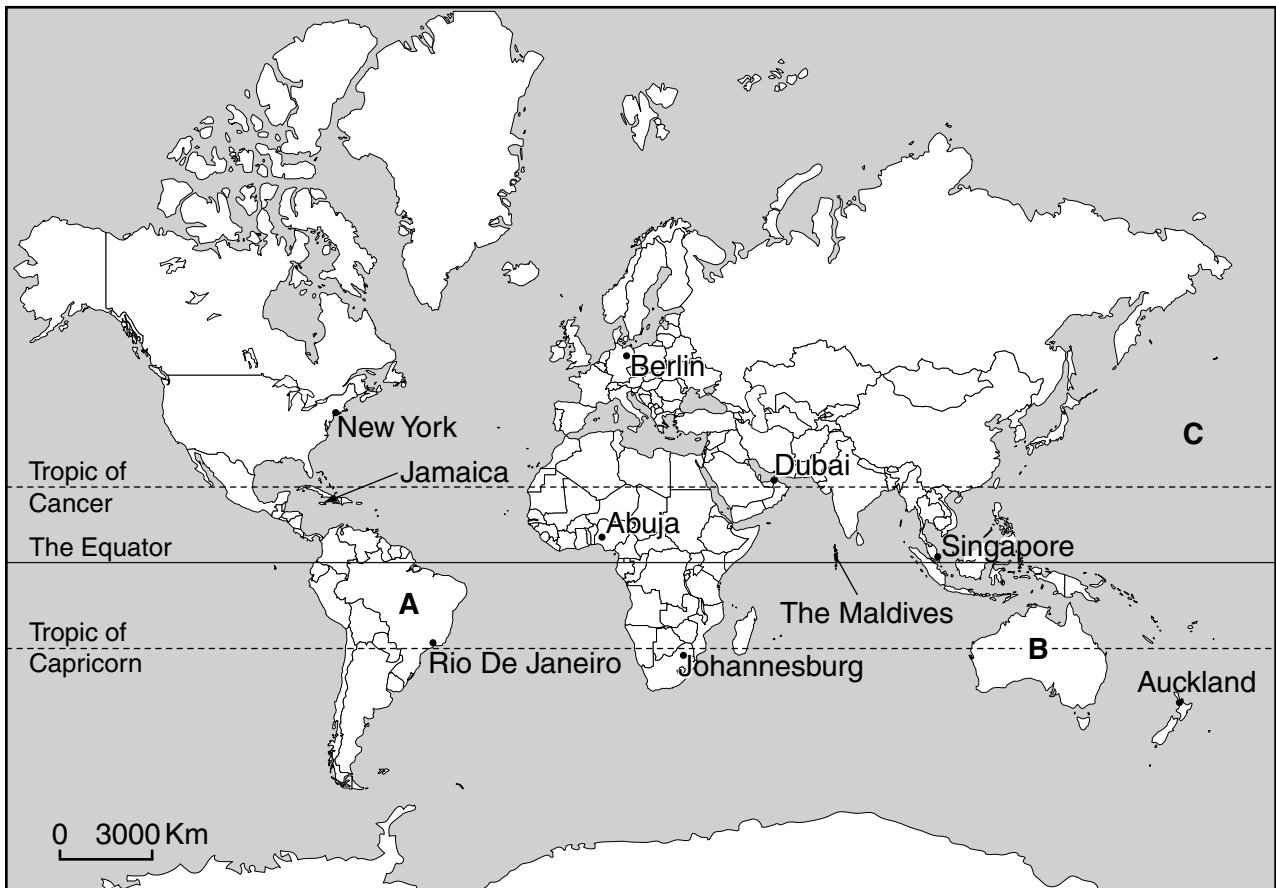 Berlin
C
New York
Tropic of
Cancer
Jamaica
Dubai
Abuja
The Equator
Singapore
A
The Maldives
Tropic of
Capricorn
B
Rio De Janeiro
Johannesburg
Auckland
0 3000 Km